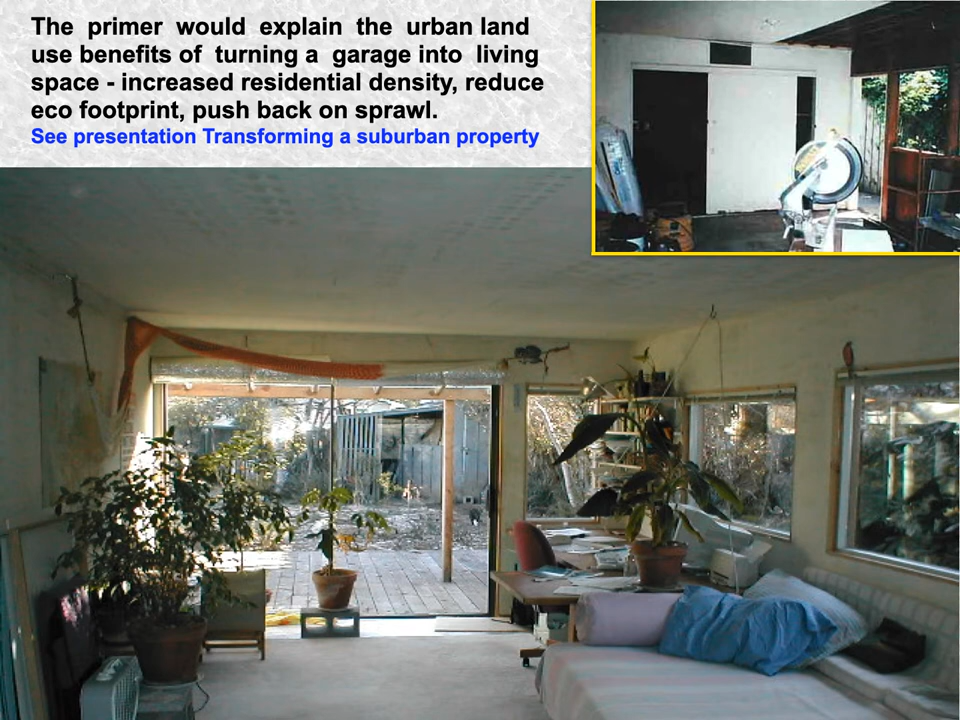 The primer would explain the urban land
use benefits of turning a garage into living
space - increased residential density, reduce
eco footprint, push back on sprawl.
See presentation Transforming a suburban property